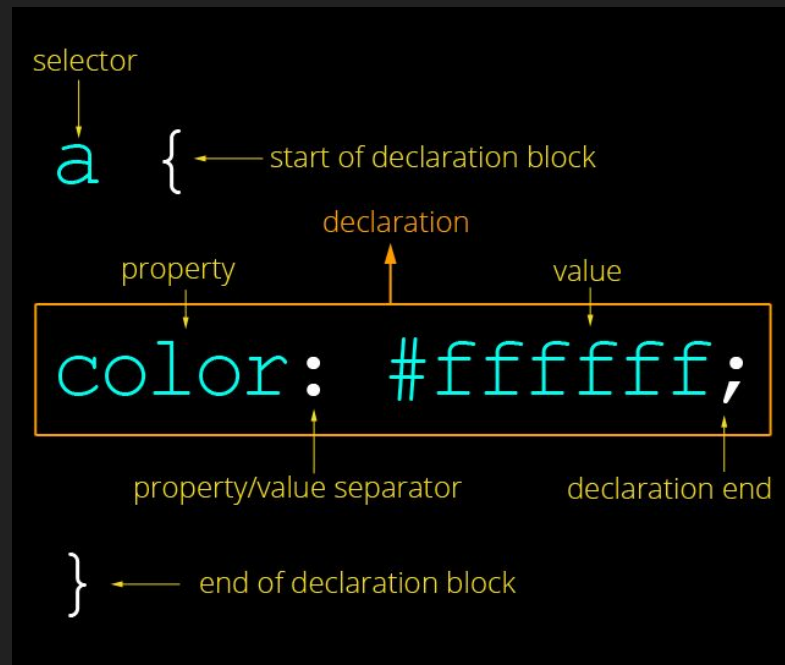 selector
a { start of declaration block
declaration
property value
color: #ffffff;
property/value separator declaration end
} end of declaration block